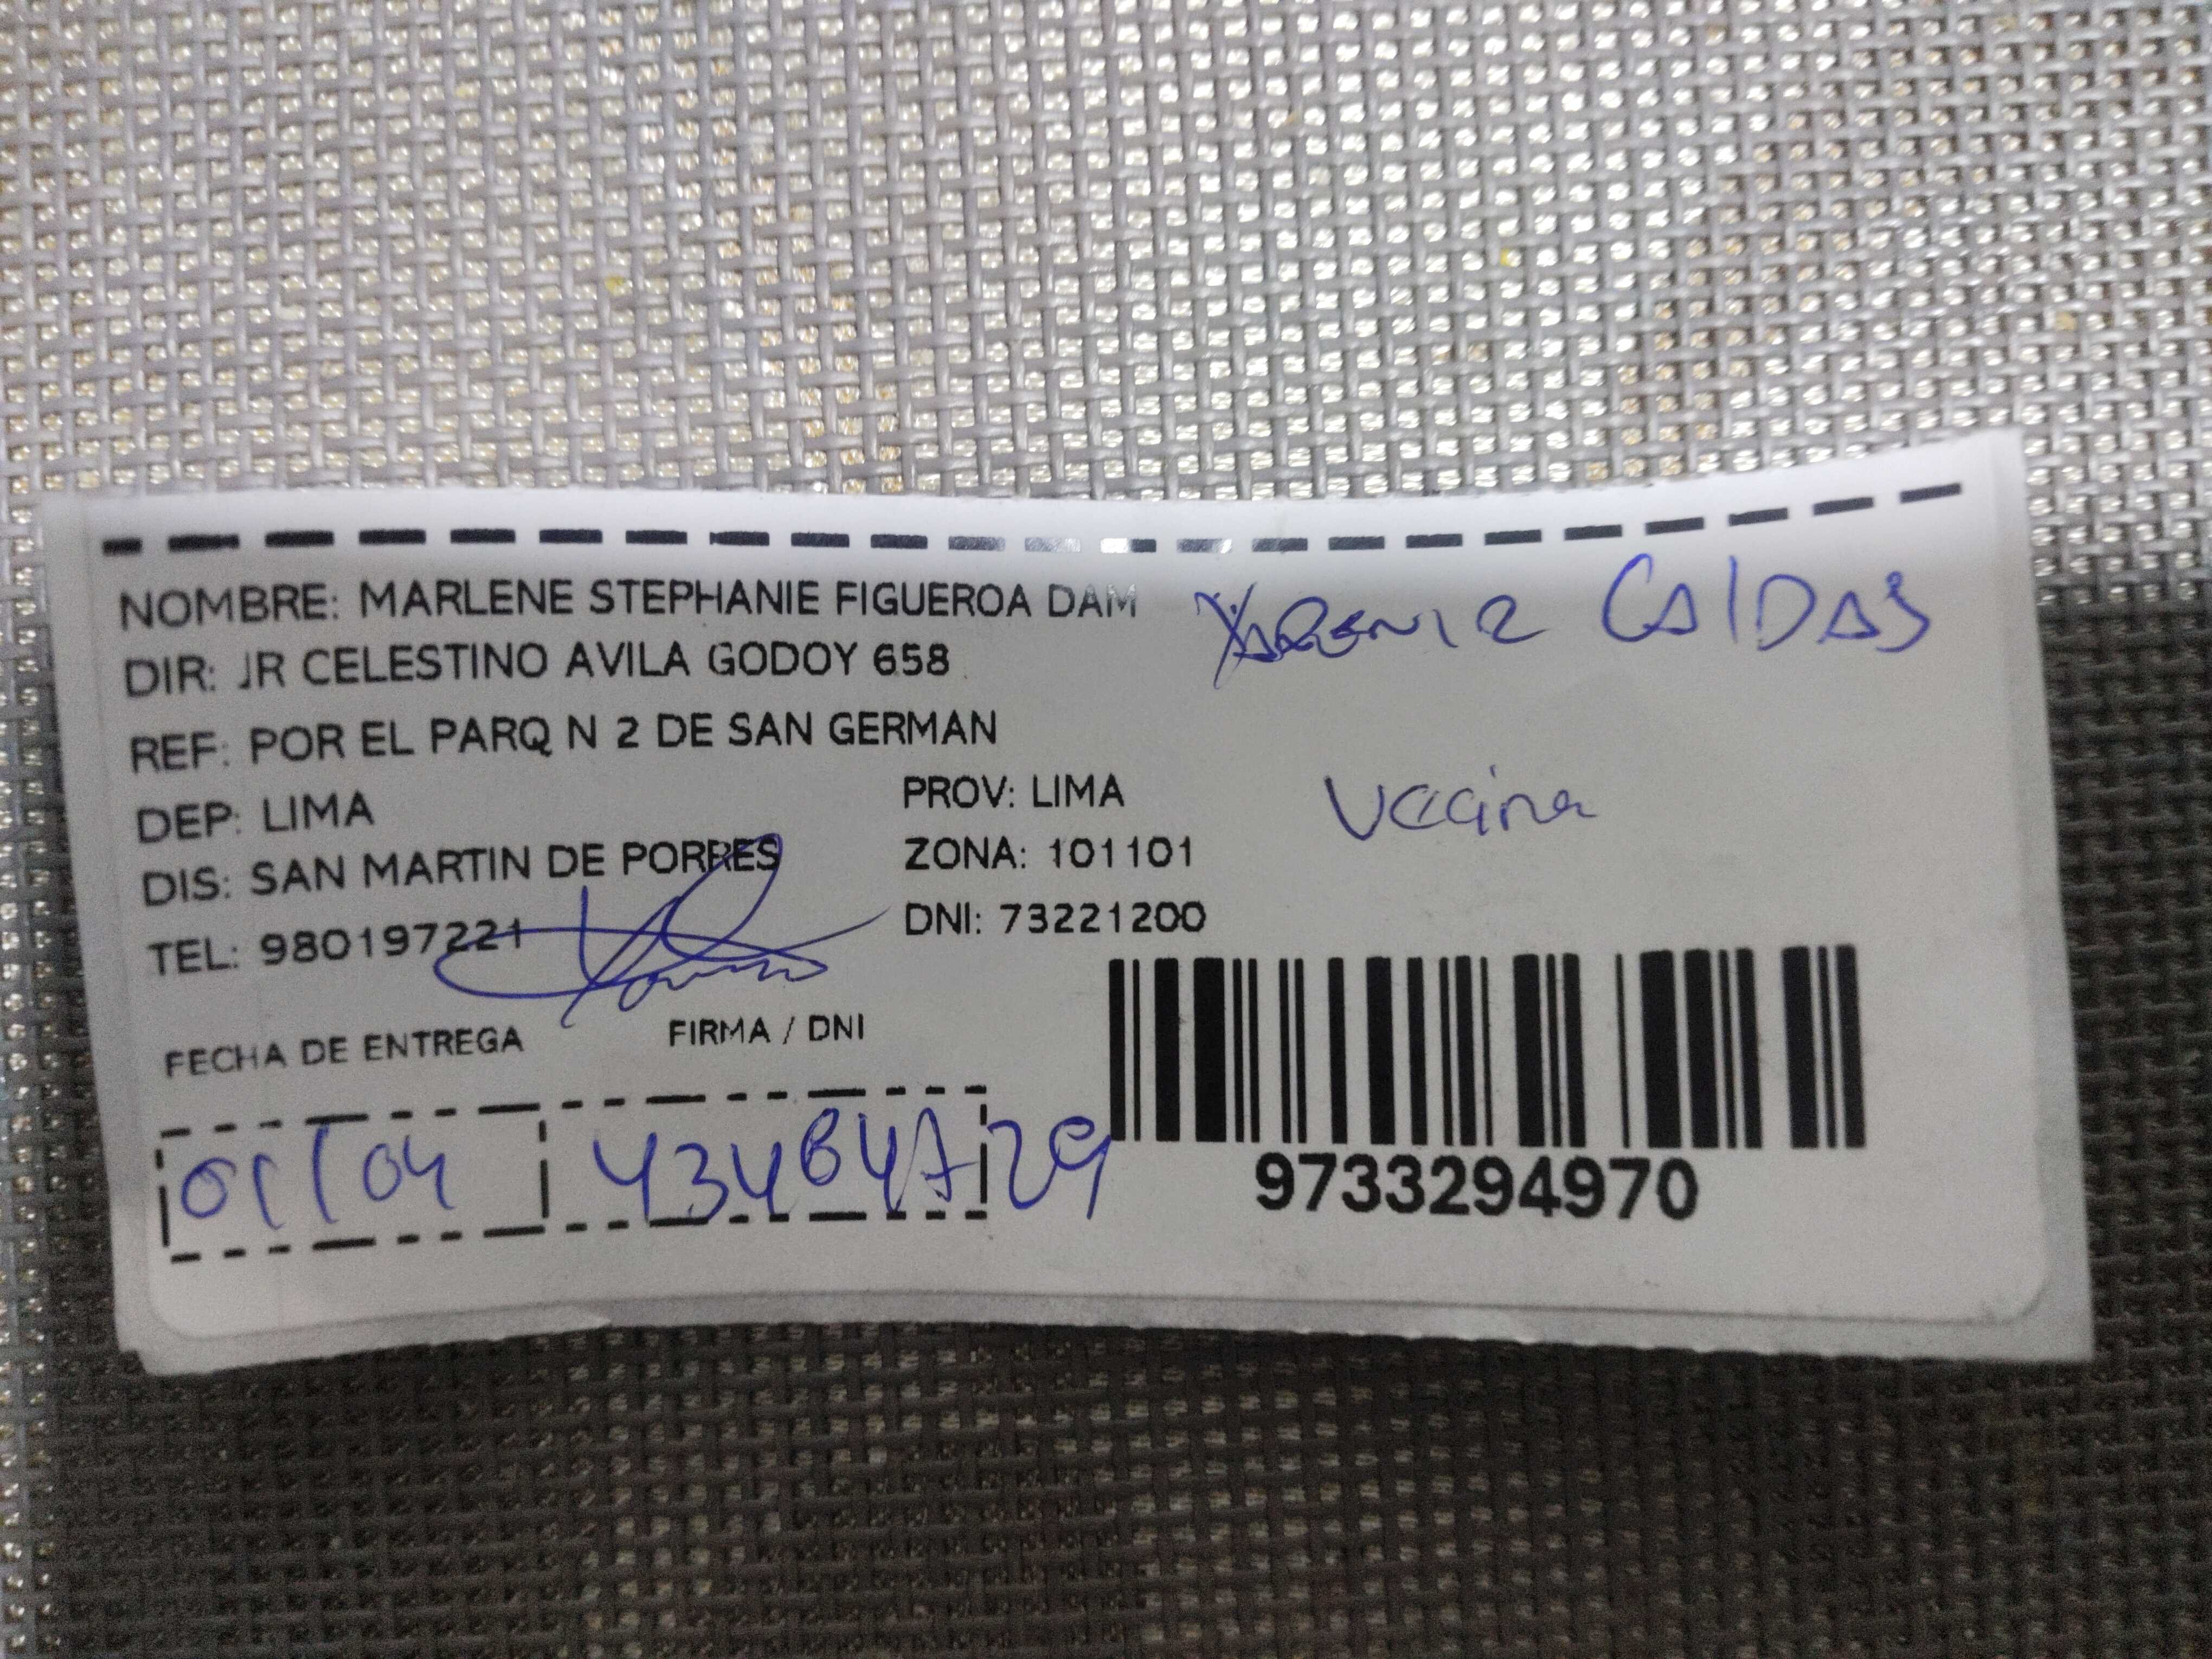 NOMBRE: MARLENE STEPHANIE FIGUEROA DAM
CALDAS
DIR: JR CELESTINO AVILA GODOY 658
REF: POR EL PARQ N 2 DE SAN GERMAN
DEP: LIMA
PROV: LIMA
Vecina
DIS: SAN MARTIN DE PORRES
ZONA: 101101
TEL: 980197221
DNI: 73221200
FECHA DE ENTREGA
FIRMA / DNI
01/04
9733294970